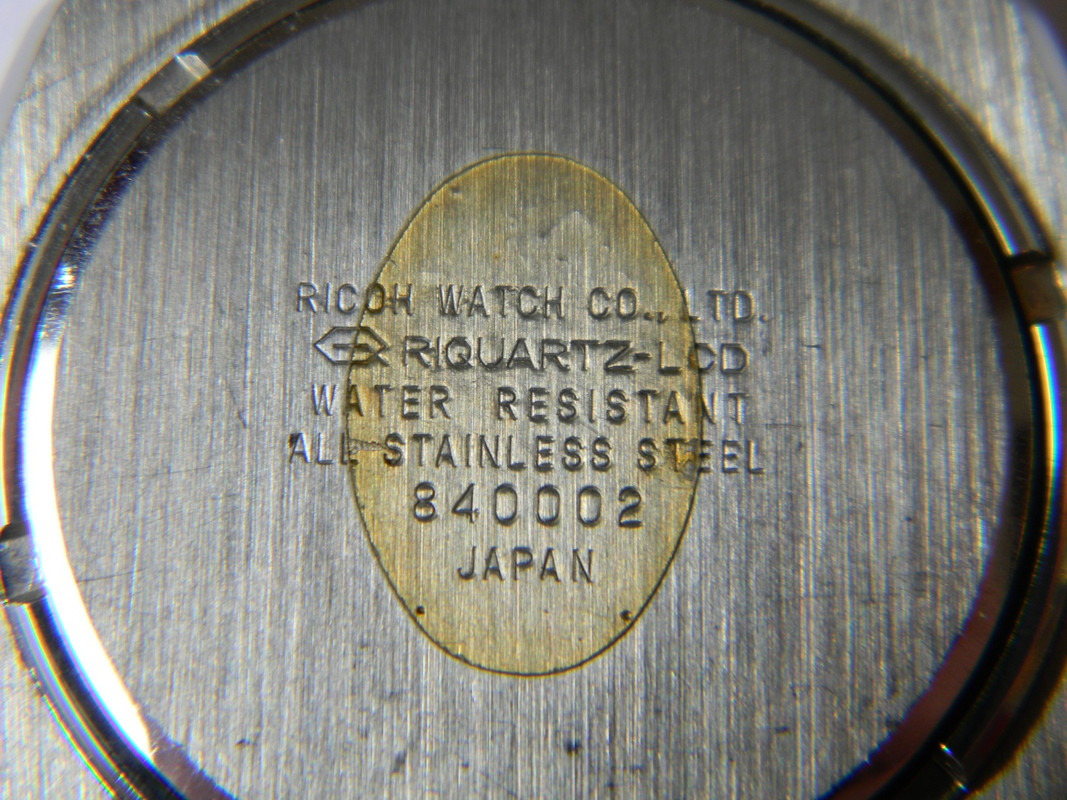 RICOH WATCH CO., LTD.
RIQUARTZ-LCD
WATER RESISTANT
ALL STAINLESS STEEL
840002
JAPAN